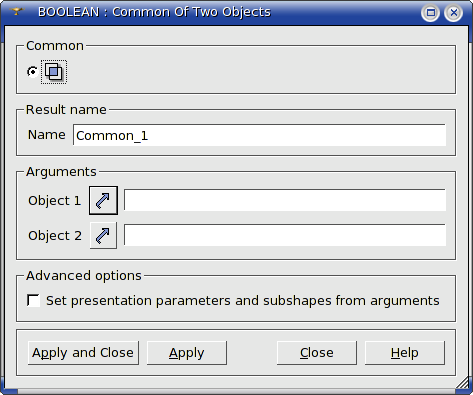 BOOLEAN : Common Of Two Objects
Common
Result name
Name Common_1
Arguments
Object 1
Object 2
Advanced options
Set presentation parameters and subshapes from arguments
Apply and Close Apply Close Help